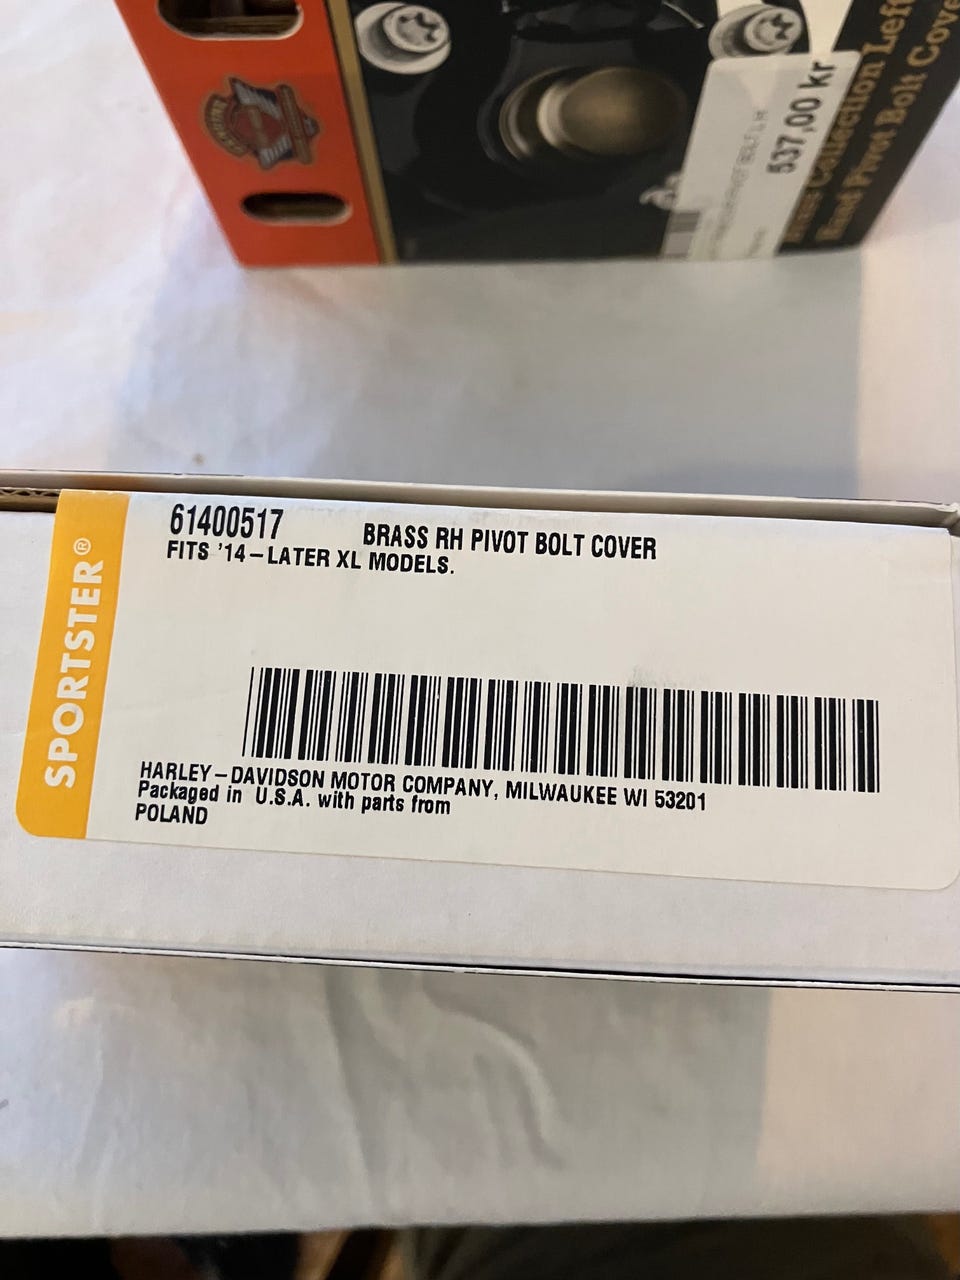 537,00 kr
Brass Collection Left
Hand Pivot Bolt Cover
SPORTSTER®
61400517 BRASS RH PIVOT BOLT COVER
FITS '14-LATER XL MODELS.
HARLEY-DAVIDSON MOTOR COMPANY, MILWAUKEE WI 53201
Packaged in U.S.A. with parts from
POLAND